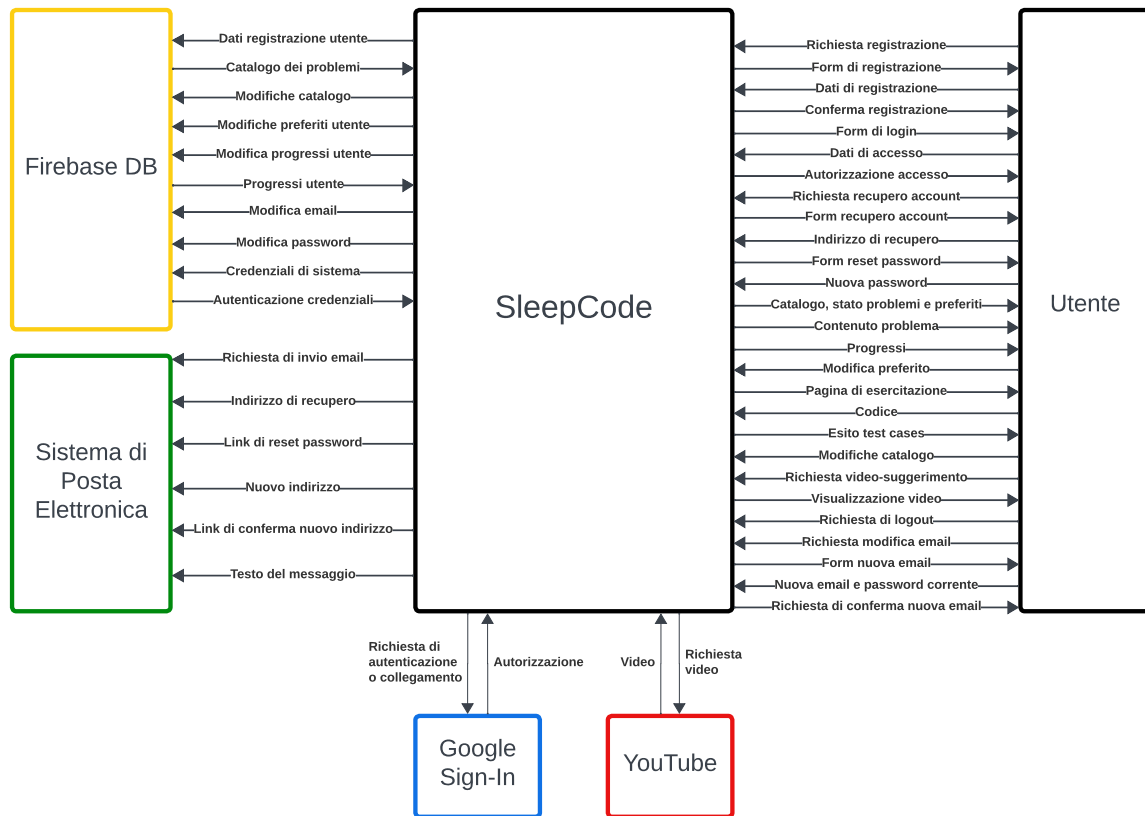 Firebase DB
Dati registrazione utente
Catalogo dei problemi
Modifiche catalogo
Modifiche preferiti utente
Modifica progressi utente
Progressi utente
Modifica email
Modifica password
Credenziali di sistema
Autenticazione credenziali
Sistema di
Posta
Elettronica
Richiesta di invio email
Indirizzo di recupero
Link di reset password
Nuovo indirizzo
Link di conferma nuovo indirizzo
Testo del messaggio
SleepCode
Richiesta registrazione
Form di registrazione
Dati di registrazione
Conferma registrazione
Form di login
Dati di accesso
Autorizzazione accesso
Richiesta recupero account
Form recupero account
Indirizzo di recupero
Form reset password
Nuova password
Catalogo, stato problemi e preferiti
Contenuto problema
Progressi
Modifica preferito
Pagina di esercitazione
Codice
Esito test cases
Modifiche catalogo
Richiesta video-suggerimento
Visualizzazione video
Richiesta di logout
Richiesta modifica email
Form nuova email
Nuova email e password corrente
Richiesta di conferma nuova email
Utente
Richiesta di
autenticazione
o collegamento
Autorizzazione
Video
Richiesta
video
Google
Sign-In
YouTube